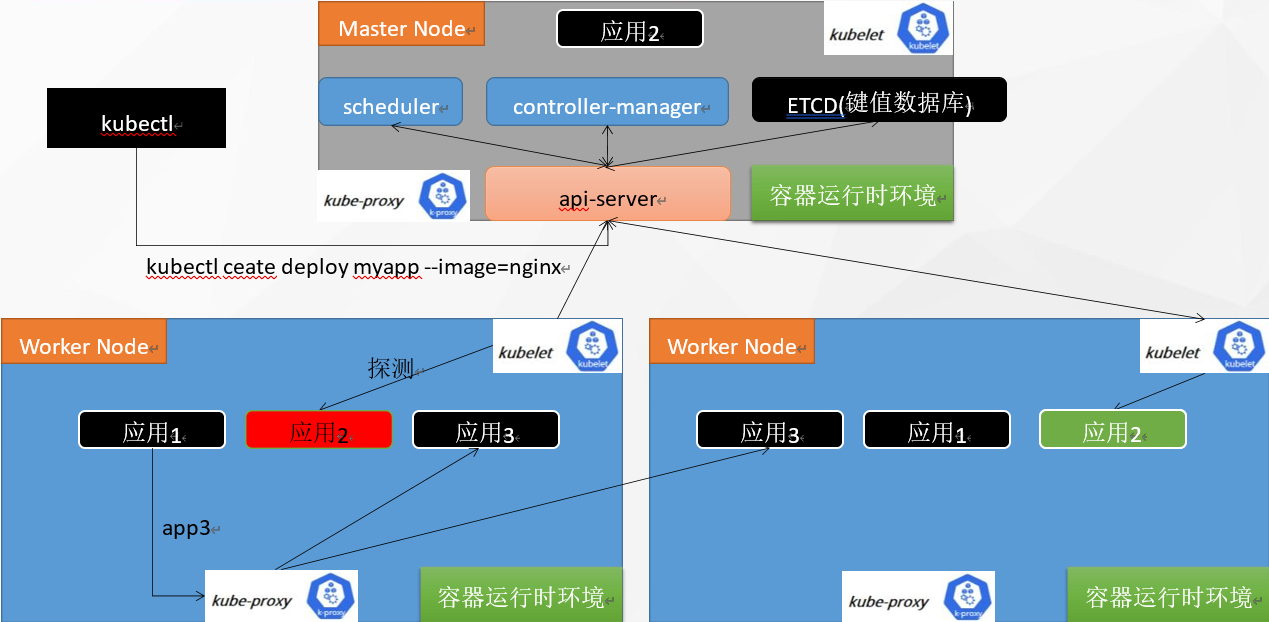 Master Node
应用2
kubelet
kubelet
scheduler
controller-manager
ETCD(键值数据库)
kubectl
kube-proxy
k-proxy
api-server
容器运行时环境
kubectl ceate deploy myapp --image=nginx
Worker Node
kubelet
kubelet
探测
应用1
应用2
应用3
app3
kube-proxy
k-proxy
容器运行时环境
Worker Node
kubelet
kubelet
应用3
应用1
应用2
kube-proxy
k-proxy
容器运行时环境